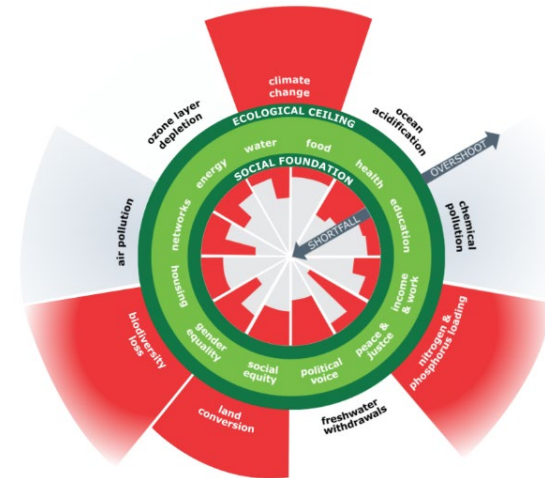 climate
change
ozone layer
depletion
ocean
acidification
ECOLOGICAL CEILING
OVERSHOOT
water
food
energy
health
SOCIAL FOUNDATION
SHORTFALL
networks
education
air pollution
chemical
pollution
housing
income
& work
gender
equality
peace &
justce
social
equity
political
voice
biodiversity
loss
nitrogen &
phosphorus loading
land
conversion
freshwater
withdrawals